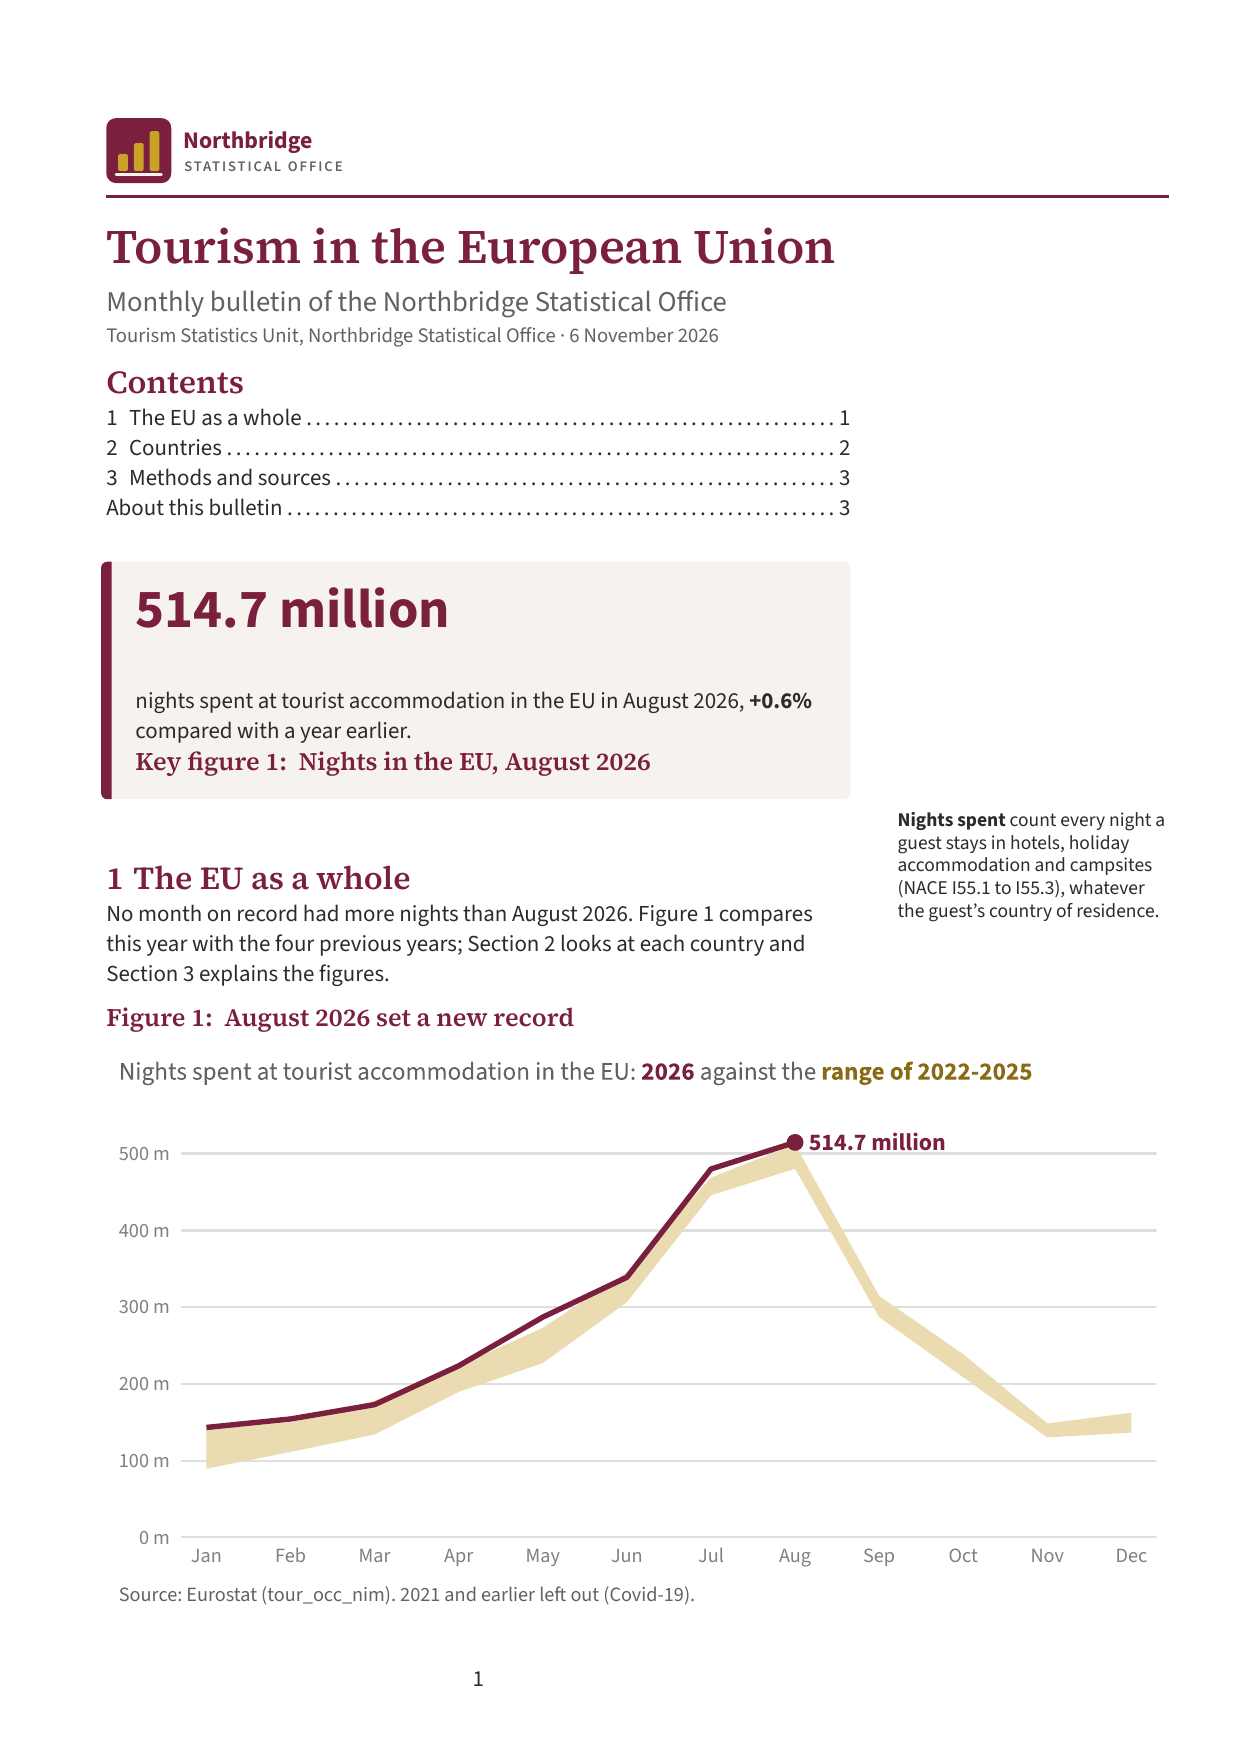 Northbridge
STATISTICAL OFFICE
Tourism in the European Union
Monthly bulletin of the Northbridge Statistical Office
Tourism Statistics Unit, Northbridge Statistical Office · 6 November 2026
Contents
1 The EU as a whole ........................................................ 1
2 Countries ........................................................ 2
3 Methods and sources ........................................................ 3
About this bulletin ........................................................ 3
514.7 million
nights spent at tourist accommodation in the EU in August 2026, +0.6%
compared with a year earlier.
Key figure 1: Nights in the EU, August 2026
Nights spent count every night a
guest stays in hotels, holiday
accommodation and campsites
(NACE I55.1 to I55.3), whatever
the guest’s country of residence.
1 The EU as a whole
No month on record had more nights than August 2026. Figure 1 compares
this year with the four previous years; Section 2 looks at each country and
Section 3 explains the figures.
Figure 1: August 2026 set a new record
Nights spent at tourist accommodation in the EU: 2026 against the range of 2022-2025
514.7 million
500 m
400 m
300 m
200 m
100 m
0 m
Jan Feb Mar Apr May Jun Jul Aug Sep Oct Nov Dec
Source: Eurostat (tour_occ_nim). 2021 and earlier left out (Covid-19).
1